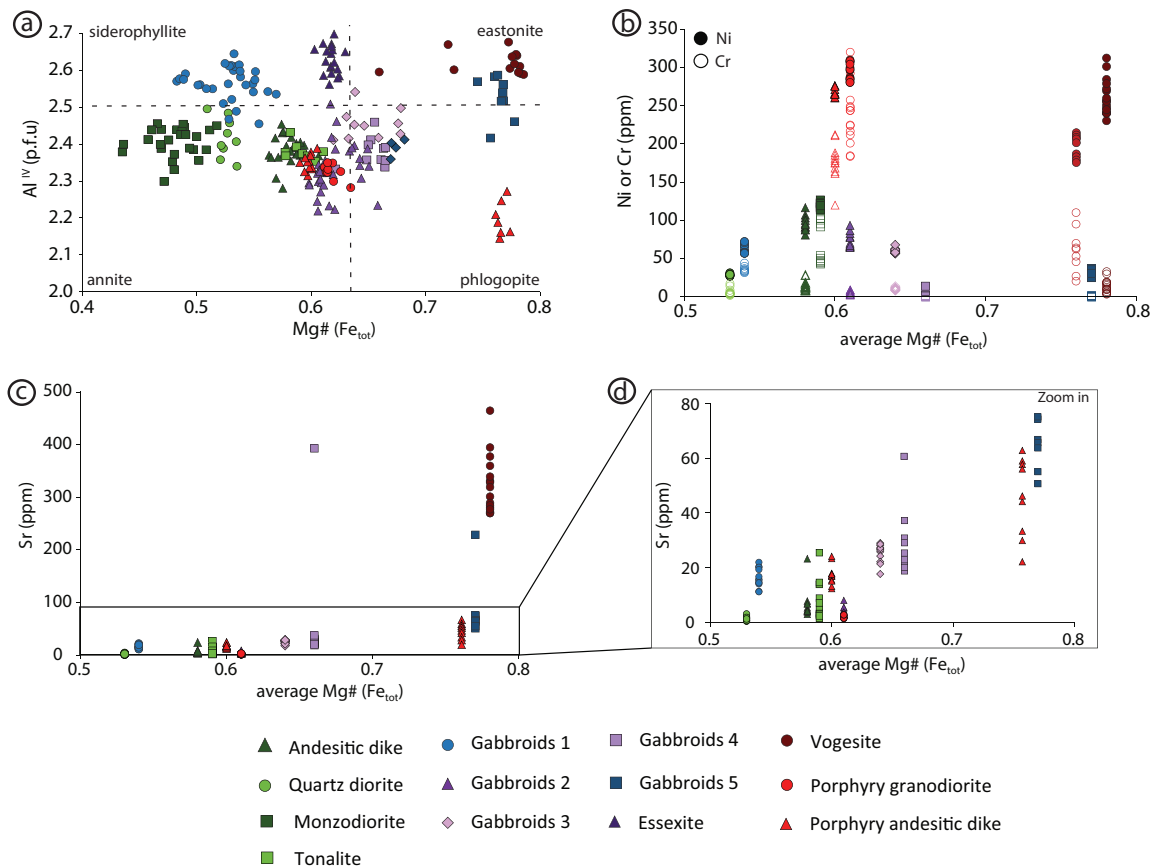 a
siderophyllite
eastonite
2.7
2.6
2.5
2.4
2.3
2.2
2.1
2.0
Al IV (p.f.u)
annite
phlogopite
0.4
0.5
0.6
0.7
0.8
Mg# (Fetot)
b
Ni
Cr
350
300
250
200
150
100
50
0
Ni or Cr (ppm)
0.5
0.6
0.7
0.8
average Mg# (Fetot)
c
500
400
300
200
100
0
Sr (ppm)
0.5
0.6
0.7
0.8
average Mg# (Fetot)
d
Zoom in
80
60
40
20
0
Sr (ppm)
0.5
0.6
0.7
0.8
average Mg# (Fetot)
Andesitic dike
Quartz diorite
Monzodiorite
Tonalite
Gabbroids 1
Gabbroids 2
Gabbroids 3
Gabbroids 4
Gabbroids 5
Essexite
Vogesite
Porphyry granodiorite
Porphyry andesitic dike